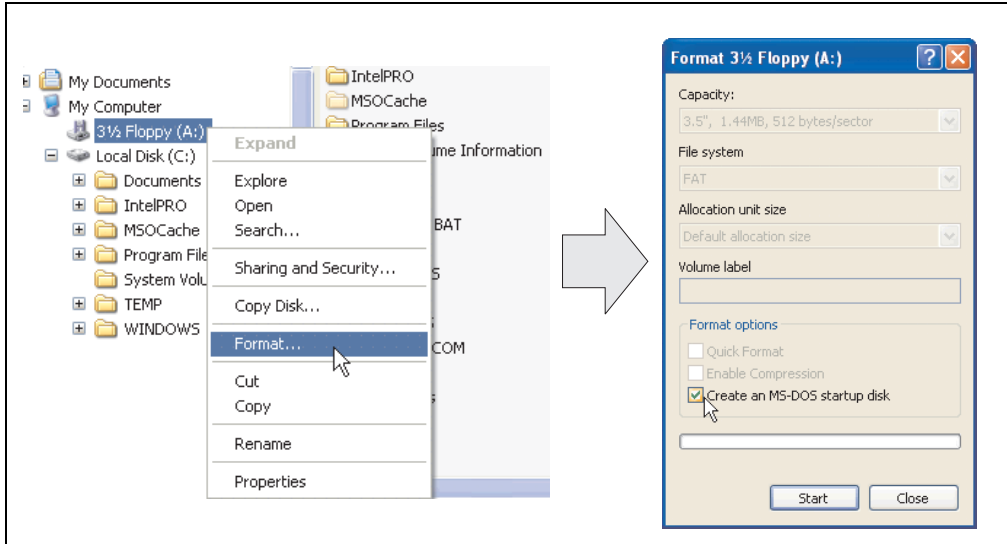 My Documents
My Computer
3½ Floppy (A:)
Local Disk (C:)
Documents
IntelPRO
MSOCache
Program File
System Volu
TEMP
WINDOWS
IntelPRO
MSOCache
Program Files
ume Information
BAT
S
COM
Expand
Explore
Open
Search...
Sharing and Security...
Copy Disk...
Format...
Cut
Copy
Rename
Properties
Format 3½ Floppy (A:)
Capacity:
3.5", 1.44MB, 512 bytes/sector
File system
FAT
Allocation unit size
Default allocation size
Volume label
Format options
Quick Format
Enable Compression
Create an MS-DOS startup disk
Start Close